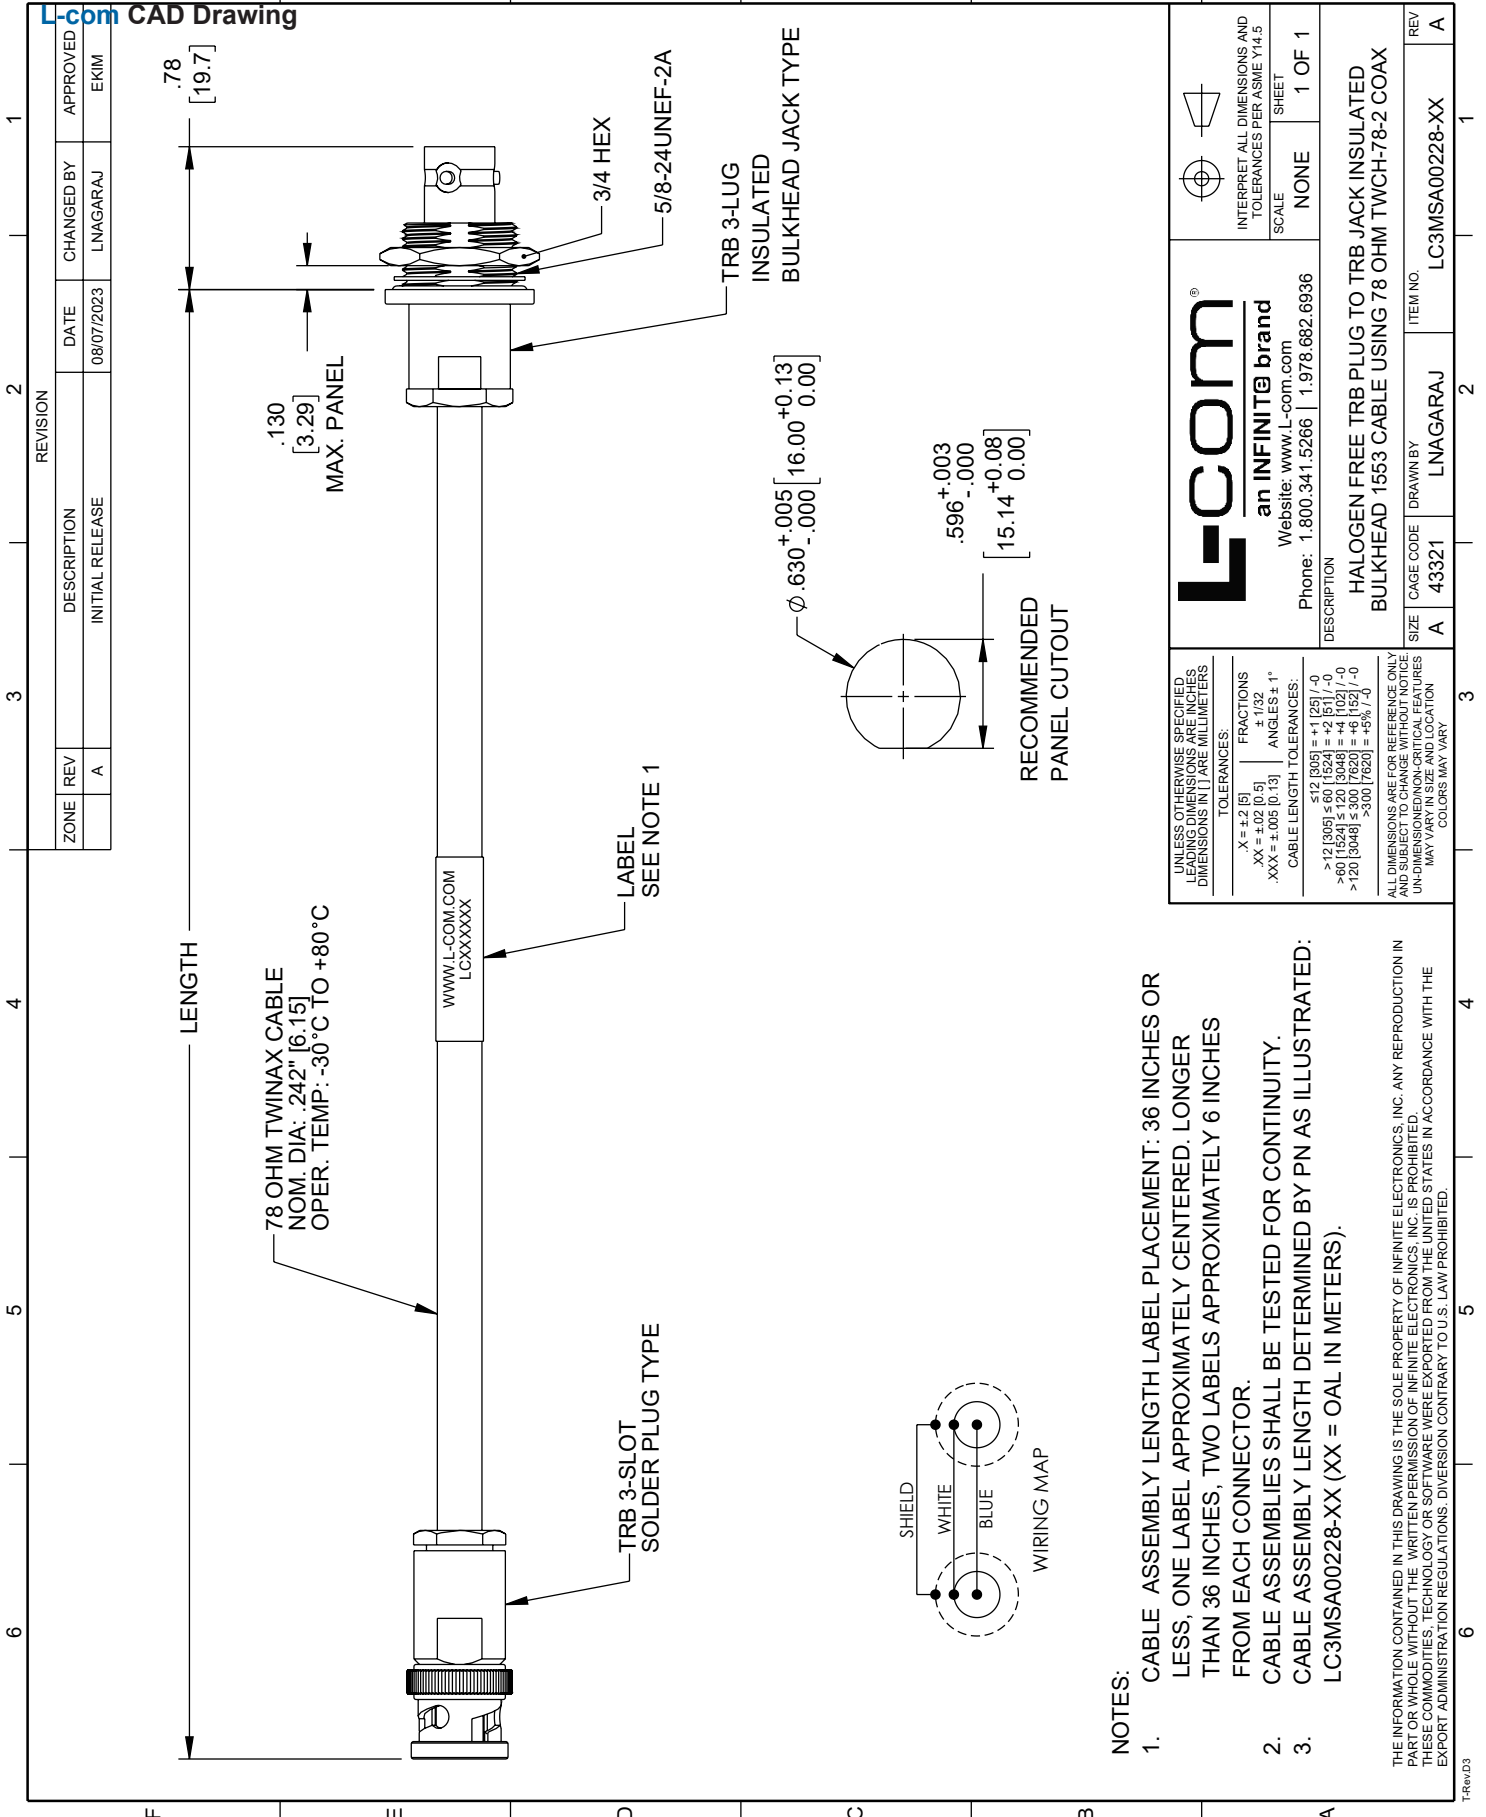 L-com CAD Drawing
REVISION
ZONE REV DESCRIPTION DATE CHANGED BY APPROVED
A INITIAL RELEASE 08/07/2023 LNAGARAJ EKIM
6 5 4 3 2 1
F
E
D
C
B
A
LENGTH
.78
[19.7]
.130
[3.29]
MAX. PANEL
78 OHM TWINAX CABLE
NOM. DIA: .242" [6.15]
OPER. TEMP: -30°C TO +80°C
WWW.L-COM.COM
LCXXXXXX
3/4 HEX
5/8-24UNEF-2A
TRB 3-SLOT
SOLDER PLUG TYPE
LABEL
SEE NOTE 1
TRB 3-LUG
INSULATED
BULKHEAD JACK TYPE
Ø .630 +.005 -.000 [16.00 +0.13 0.00]
.596 +.003 -.000
[15.14 +0.08 0.00]
RECOMMENDED
PANEL CUTOUT
SHIELD
WHITE
BLUE
WIRING MAP
NOTES:
1. CABLE ASSEMBLY LENGTH LABEL PLACEMENT: 36 INCHES OR
LESS, ONE LABEL APPROXIMATELY CENTERED. LONGER
THAN 36 INCHES, TWO LABELS APPROXIMATELY 6 INCHES
FROM EACH CONNECTOR.
2. CABLE ASSEMBLIES SHALL BE TESTED FOR CONTINUITY.
3. CABLE ASSEMBLY LENGTH DETERMINED BY PN AS ILLUSTRATED:
LC3MSA00228-XX (XX = OAL IN METERS).
THE INFORMATION CONTAINED IN THIS DRAWING IS THE SOLE PROPERTY OF INFINITE ELECTRONICS, INC. ANY REPRODUCTION IN
PART OR WHOLE WITHOUT THE WRITTEN PERMISSION OF INFINITE ELECTRONICS, INC. IS PROHIBITED.
THESE COMMODITIES, TECHNOLOGY OR SOFTWARE WERE EXPORTED FROM THE UNITED STATES IN ACCORDANCE WITH THE
EXPORT ADMINISTRATION REGULATIONS. DIVERSION CONTRARY TO U.S. LAW PROHIBITED.
UNLESS OTHERWISE SPECIFIED
LEADING DIMENSIONS ARE INCHES
DIMENSIONS IN [ ] ARE MILLIMETERS
TOLERANCES:
.X = ±.2 [5] FRACTIONS
.XX = ±.02 [0.5] ± 1/32
.XXX = ±.005 [0.13] ANGLES ± 1°
CABLE LENGTH TOLERANCES:
≤12 [305] = +1 [25] / -0
>12 [305] ≤ 60 [1524] = +2 [51] / -0
>60 [1524] ≤ 120 [3048] = +4 [102] / -0
>120 [3048] ≤ 300 [7620] = +6 [152] / -0
>300 [7620] = +5% / -0
ALL DIMENSIONS ARE FOR REFERENCE ONLY
AND SUBJECT TO CHANGE WITHOUT NOTICE.
UN-DIMENSIONED/NON-CRITICAL FEATURES
MAY VARY IN SIZE AND LOCATION
COLORS MAY VARY
L-com®
an INFINITe brand
Website: www.L-com.com
Phone: 1.800.341.5266 | 1.978.682.6936
INTERPRET ALL DIMENSIONS AND
TOLERANCES PER ASME Y14.5
SCALE SHEET
NONE 1 OF 1
DESCRIPTION
HALOGEN FREE TRB PLUG TO TRB JACK INSULATED
BULKHEAD 1553 CABLE USING 78 OHM TWCH-78-2 COAX
SIZE CAGE CODE DRAWN BY ITEM NO. REV
A 43321 LNAGARAJ LC3MSA00228-XX A
6 5 4 3 2 1
T-Rev.D3